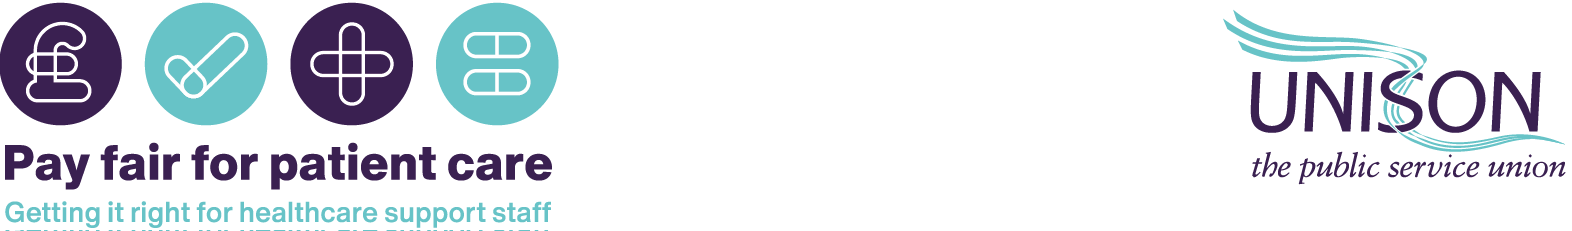 Pay fair for patient care
Getting it right for healthcare support staff
UNISON
the public service union